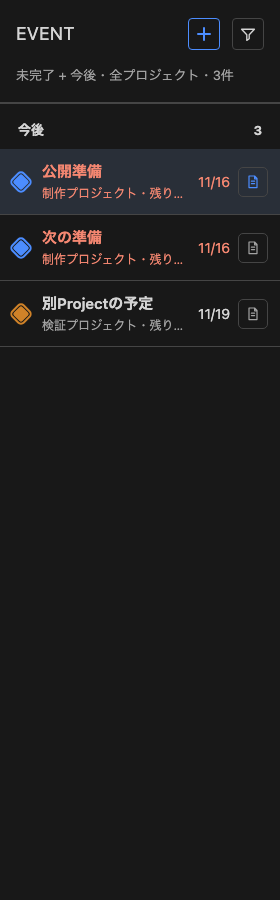 EVENT
未完了 + 今後・全プロジェクト・3件
今後 3
公開準備 11/16
制作プロジェクト・残り...
次の準備 11/16
制作プロジェクト・残り...
別Projectの予定 11/19
検証プロジェクト・残り...